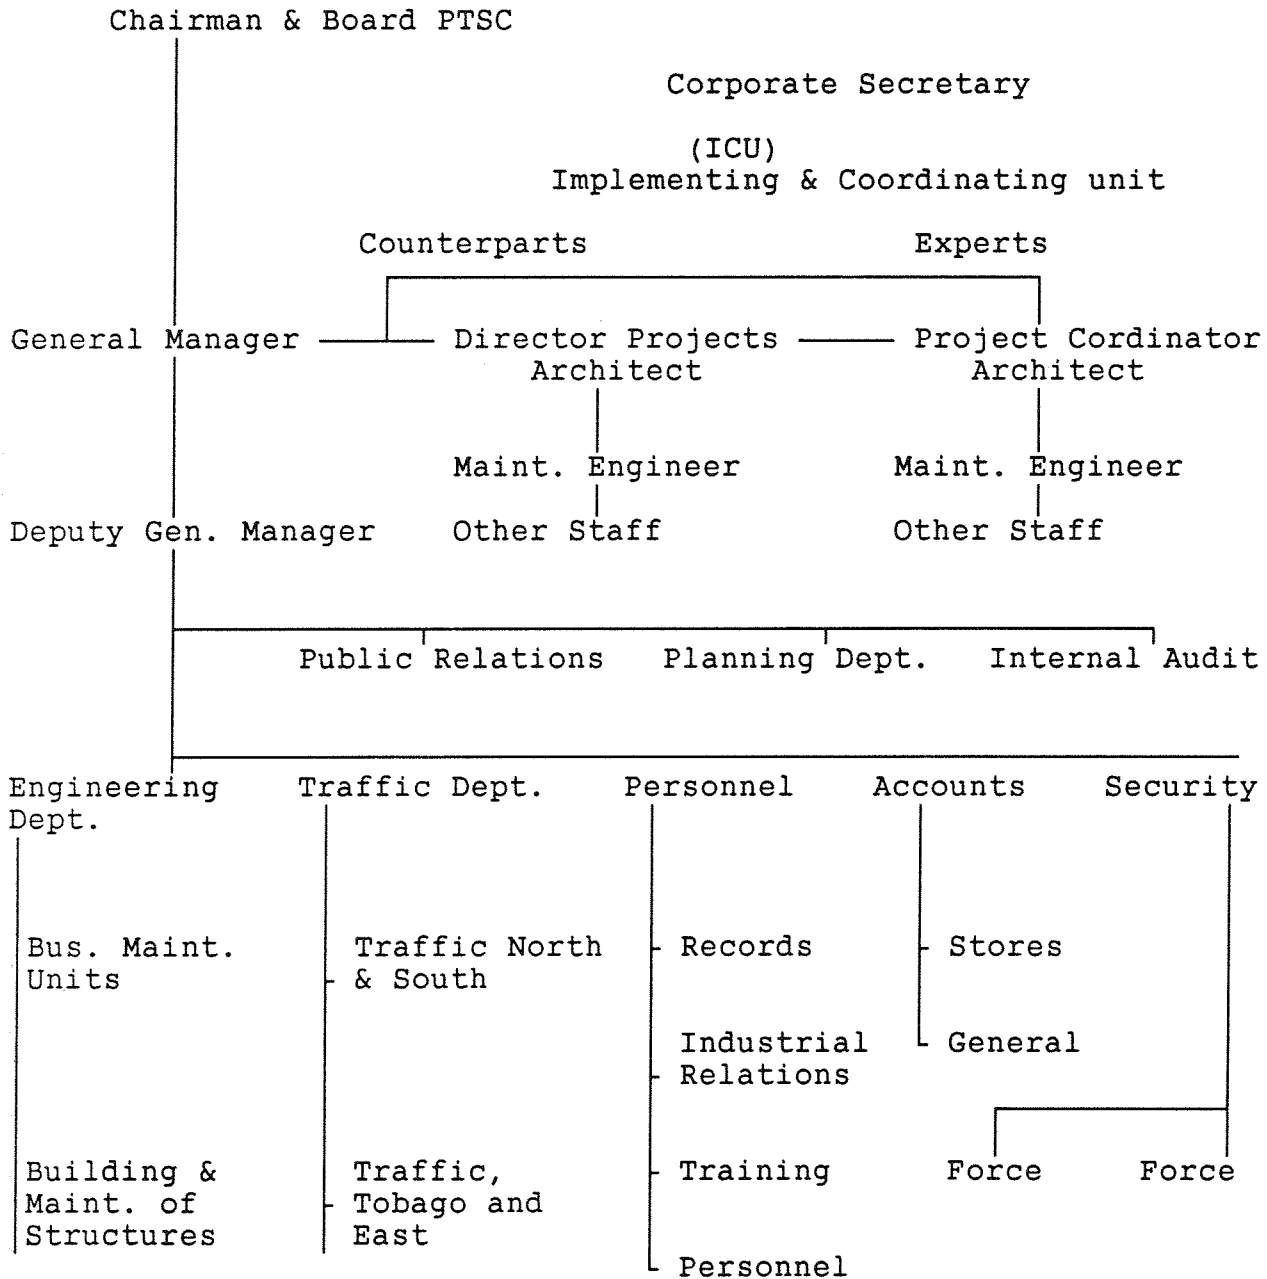 Chairman & Board PTSC
Corporate Secretary
(ICU)
Implementing & Coordinating unit
Counterparts Experts
General Manager Director Projects Project Cordinator
Architect Architect
Maint. Engineer Maint. Engineer
Deputy Gen. Manager Other Staff Other Staff
Public Relations Planning Dept. Internal Audit
Engineering Traffic Dept. Personnel Accounts Security
Dept.
Bus. Maint. Traffic North Records Stores
Units & South
Industrial General
Relations
Building & Traffic, Training Force Force
Maint. of Tobago and
Structures East
Personnel